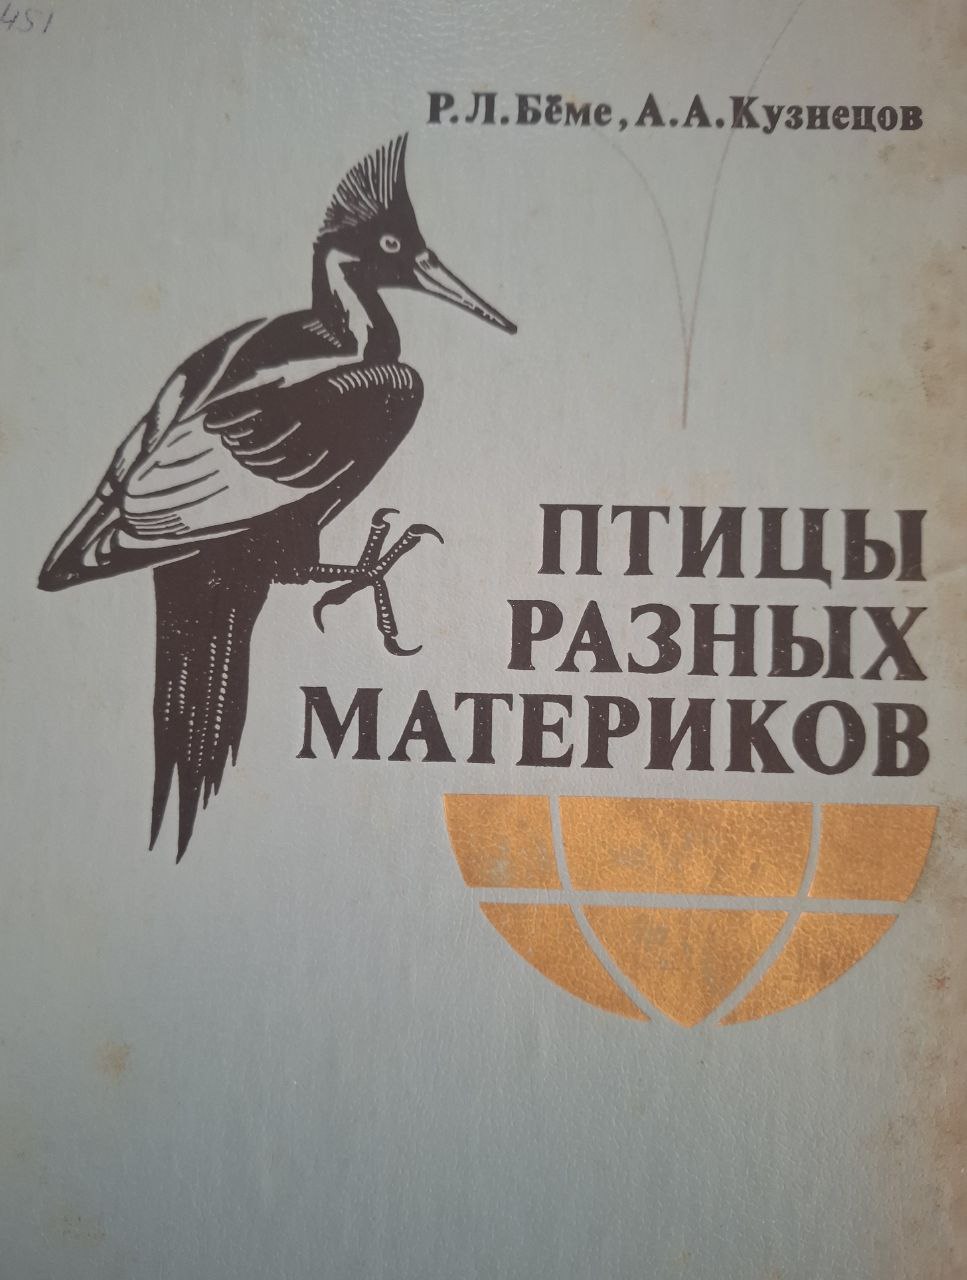 451
Р.Л.Бёме, А.А.Кузнецов
ПТИЦЫ
РАЗНЫХ
МАТЕРИКОВ